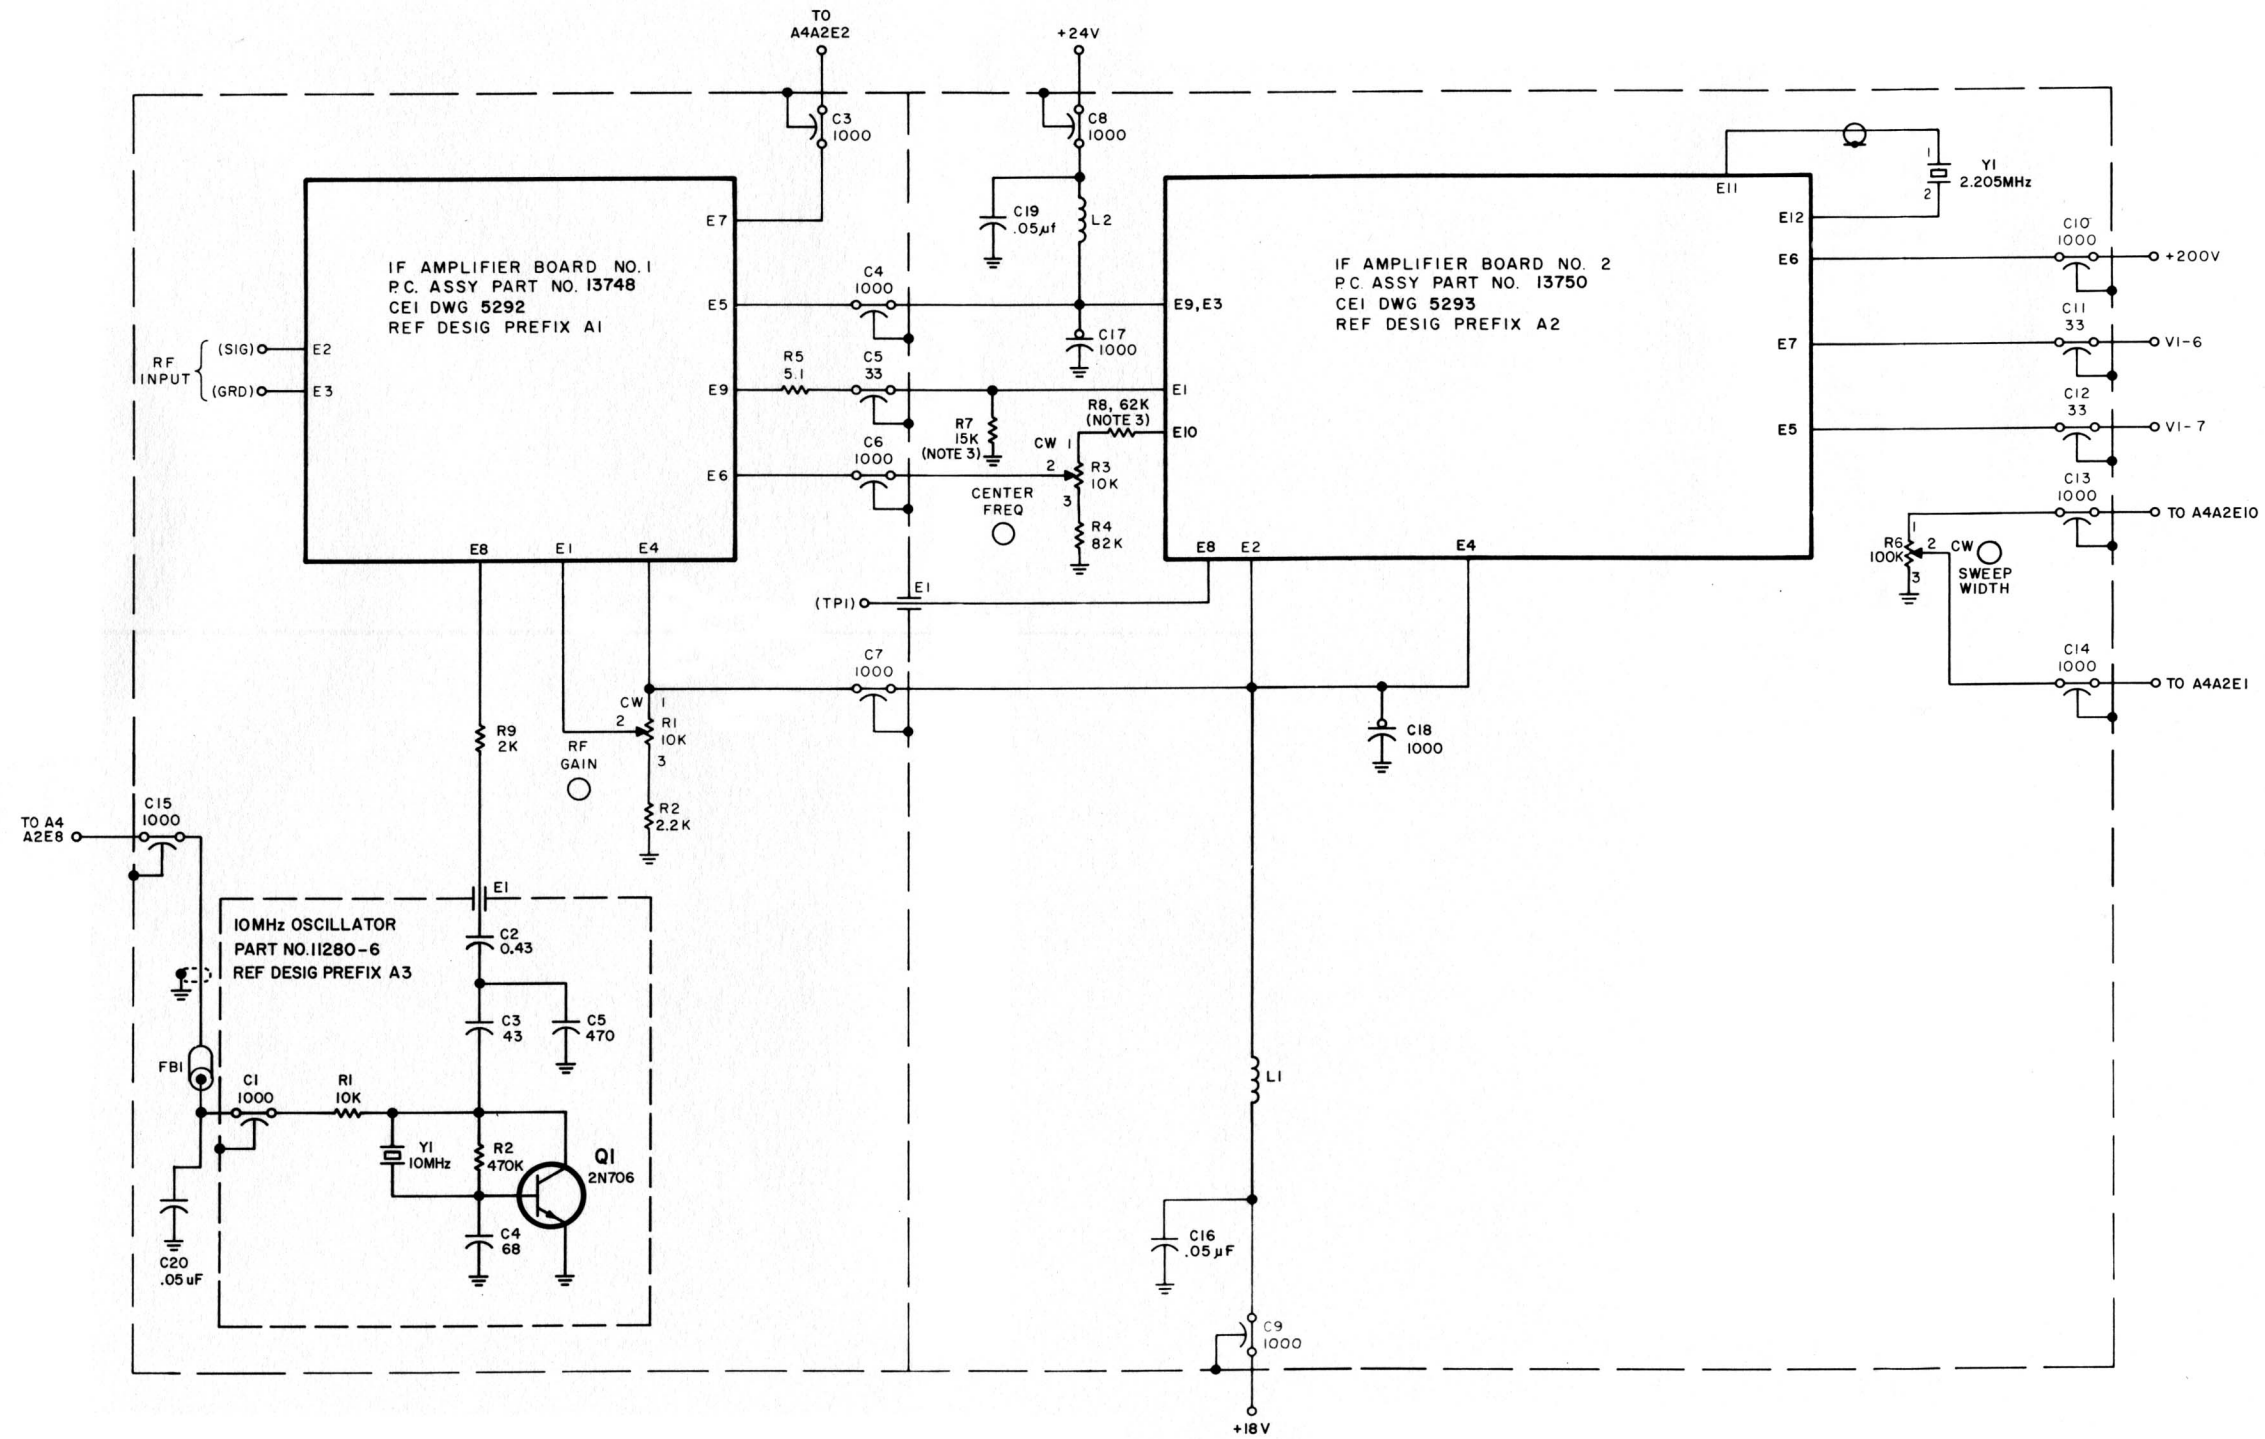 TO
A4A2E2
+24V
C3
1000
C8
1000
E7
IF AMPLIFIER BOARD NO. 1
P.C. ASSY PART NO. 13748
CEI DWG 5292
REF DESIG PREFIX A1
C19
.05µf
L2
E11
1
2
Y1
2.205MHz
E12
IF AMPLIFIER BOARD NO. 2
P.C. ASSY PART NO. 13750
CEI DWG 5293
REF DESIG PREFIX A2
E6
C10
1000
+200V
E5
C4
1000
E9, E3
C17
1000
E7
C11
33
V1-6
RF
INPUT
(SIG)
E2
(GRD)
E3
E9
R5
5.1
C5
33
E1
R7
15K
(NOTE 3)
R8, 62K
(NOTE 3)
E10
E5
C12
33
V1-7
E6
C6
1000
CW
1
2
3
R3
10K
CENTER
FREQ
R4
82K
C13
1000
TO A4A2E10
1
R6
100K
2
CW
3
SWEEP
WIDTH
E8
E1
E4
E8
E2
E4
(TP1)
E1
C7
1000
C14
1000
TO A4A2E1
CW
1
2
R1
10K
3
RF
GAIN
R9
2K
R2
2.2K
C18
1000
C15
1000
TO A4
A2E8
E1
10MHz OSCILLATOR
PART NO.11280-6
REF DESIG PREFIX A3
C2
0.43
C3
43
C5
470
FB1
C1
1000
R1
10K
L1
Y1
10MHz
R2
470K
Q1
2N706
C4
68
C20
.05uF
C16
.05µF
C9
1000
+18V